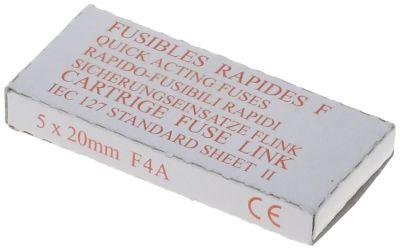 FUSIBLES RAPIDES F
QUICK ACTING FUSES
RAPIDO-FUSIBILI RAPIDI
SICHERUNGSEINSATZE FLINK
CARTRIGE FUSE LINK
IEC 127 STANDARD SHEET II
5 x 20mm F4A
CE